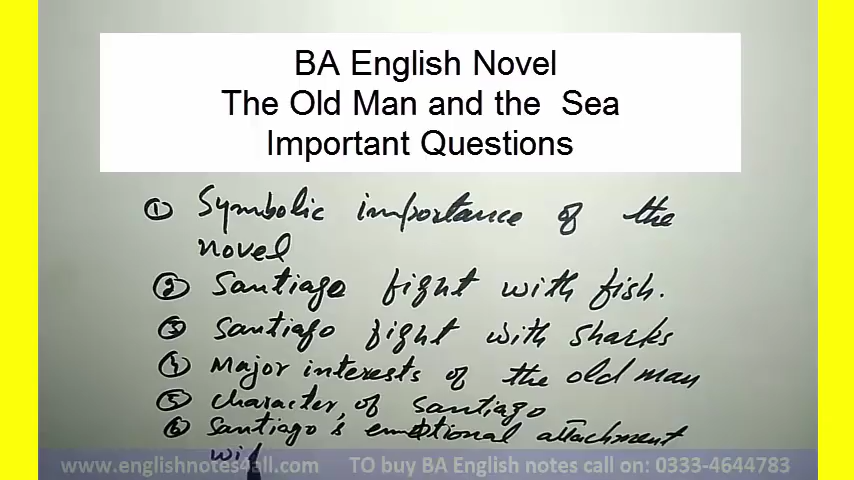 BA English Novel
The Old Man and the Sea
Important Questions
① Symbolic importance of the
novel
② Santiago fight with fish.
③ Santiago fight with sharks
④ Major interests of the old man
⑤ character of Santiago
⑥ Santiago's emotional attachment
wit
www.englishnotes4all.com TO buy BA English notes call on: 0333-4644783